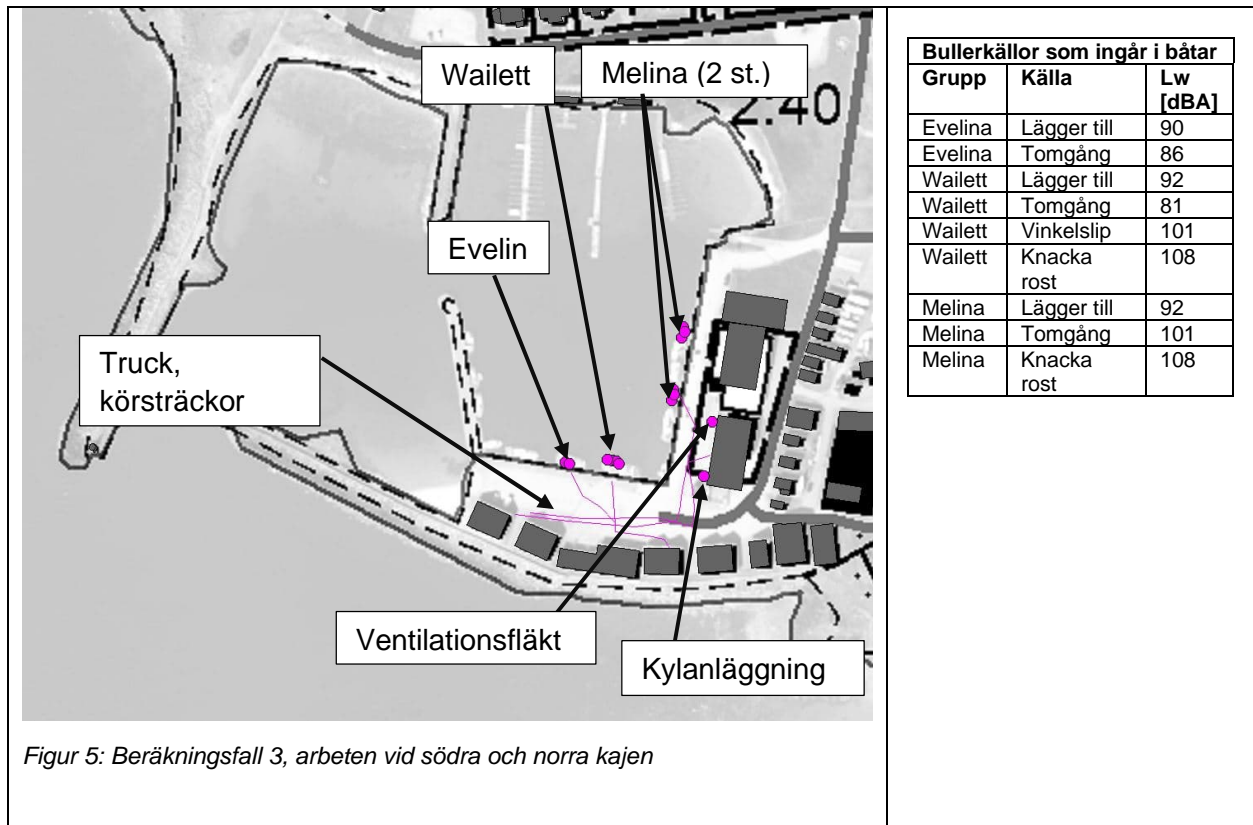 Wailett
Melina (2 st.)
2:40
Evelin
Truck,
körsträckor
Ventilationsfläkt
Kylanläggning
Figur 5: Beräkningsfall 3, arbeten vid södra och norra kajen
Bullerkällor som ingår i båtar
Grupp Källa Lw
[dBA]
Evelina Lägger till 90
Evelina Tomgång 86
Wailett Lägger till 92
Wailett Tomgång 81
Wailett Vinkelslip 101
Wailett Knacka 108
rost
Melina Lägger till 92
Melina Tomgång 101
Melina Knacka 108
rost